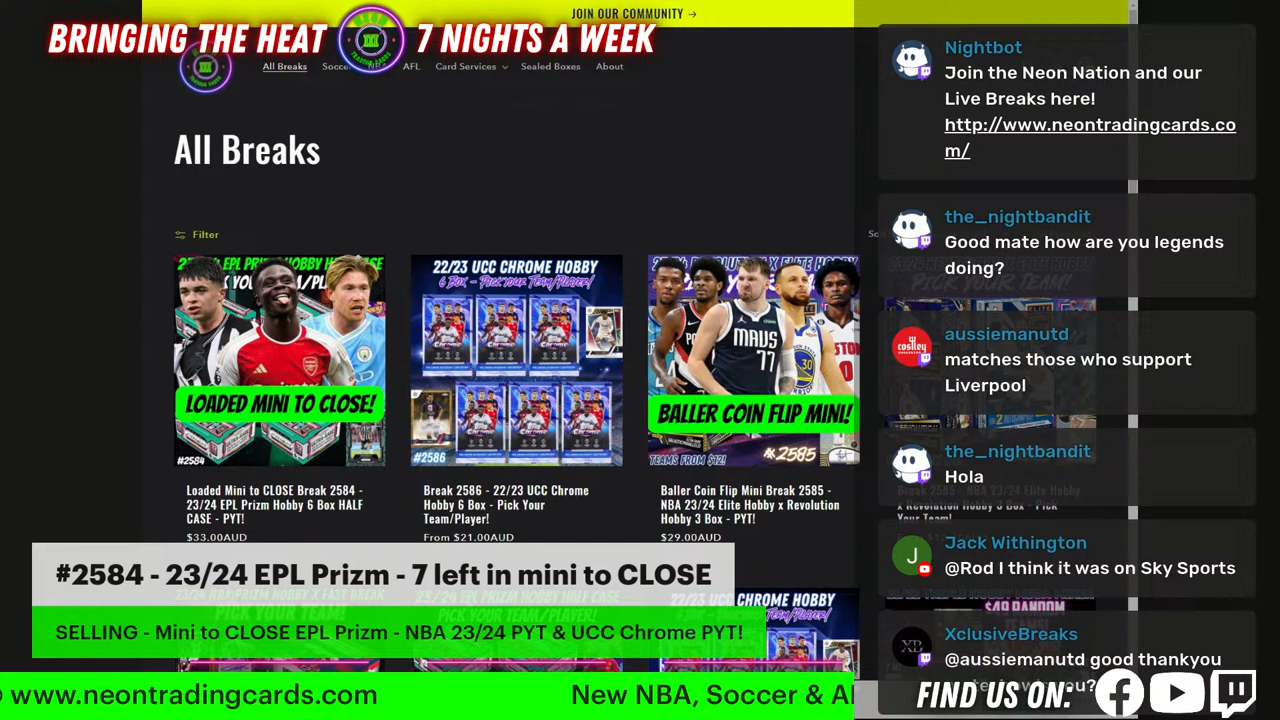 JOIN OUR COMMUNITY →
BRINGING THE HEAT
7 NIGHTS A WEEK
NEON
TRADING CARDS
All Breaks
AFL
Card Services
Sealed Boxes
About
All Breaks
Filter
LOADED MINI TO CLOSE!
#2584
22/23 UCC CHROME HOBBY
6 BOX - PICK YOUR TEAM/PLAYER!
#2586
MAVS
77
30
BALLER COIN FLIP MINI!
TEAMS FROM $12!
#2585
Loaded Mini to CLOSE Break 2584 -
23/24 EPL Prizm Hobby 6 Box HALF
CASE - PYT!
$33.00AUD
Break 2586 - 22/23 UCC Chrome
Hobby 6 Box - Pick Your
Team/Player!
From $21.00AUD
Baller Coin Flip Mini Break 2585 -
NBA 23/24 Elite Hobby x Revolution
Hobby 3 Box - PYT!
$29.00AUD
#2584 - 23/24 EPL Prizm - 7 left in mini to CLOSE
SELLING - Mini to CLOSE EPL Prizm - NBA 23/24 PYT & UCC Chrome PYT!
www.neontradingcards.com
New NBA, Soccer &
Nightbot
Join the Neon Nation and our
Live Breaks here!
http://www.neontradingcards.co
m/
the_nightbandit
Good mate how are you legends
doing?
aussiemanutd
matches those who support
Liverpool
the_nightbandit
Hola
Jack Withington
@Rod I think it was on Sky Sports
XclusiveBreaks
@aussiemanutd good thankyou
you?
FIND US ON: